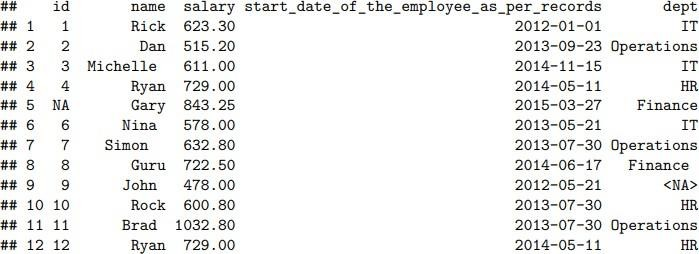 ##    id     name  salary start_date_of_the_employee_as_per_records       dept
## 1   1     Rick  623.30                                2012-01-01         IT
## 2   2      Dan  515.20                                2013-09-23 Operations
## 3   3 Michelle  611.00                                2014-11-15         IT
## 4   4     Ryan  729.00                                2014-05-11         HR
## 5  NA     Gary  843.25                                2015-03-27    Finance
## 6   6    Nina   578.00                                2013-05-21         IT
## 7   7  Simon    632.80                                2013-07-30 Operations
## 8   8     Guru  722.50                                2014-06-17   Finance
## 9   9    John   478.00                                2012-05-21       <NA>
## 10 10     Rock  600.80                                2013-07-30         HR
## 11 11    Brad  1032.80                                2013-07-30 Operations
## 12 12     Ryan  729.00                                2014-05-11         HR